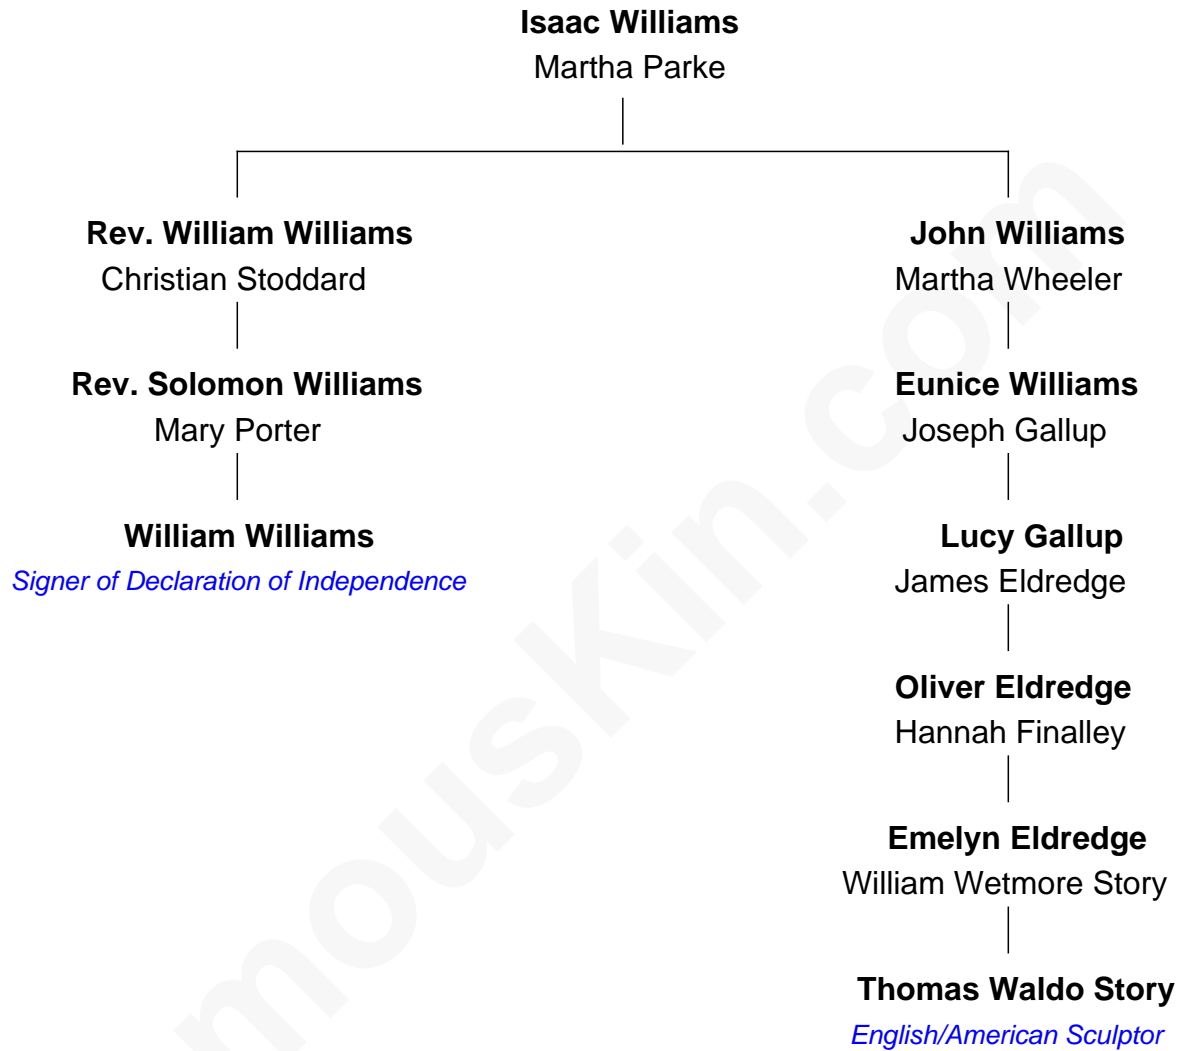 Isaac Williams
Martha Parke
Rev. William Williams
Christian Stoddard
John Williams
Martha Wheeler
Rev. Solomon Williams
Mary Porter
Eunice Williams
Joseph Gallup
William Williams
Signer of Declaration of Independence
Lucy Gallup
James Eldredge
Oliver Eldredge
Hannah Finalley
Emelyn Eldredge
William Wetmore Story
Thomas Waldo Story
English/American Sculptor
mousKin.com